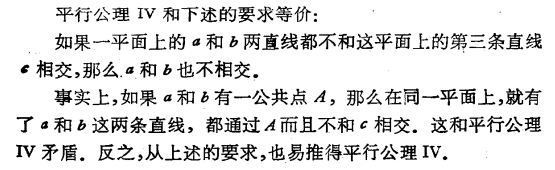 平行公理 IV 和下述的要求等价:
如果一平面上的 a 和 b 两直线都不和这平面上的第三条直线
c 相交,那么 a 和 b 也不相交。
事实上,如果 a 和 b 有一公共点 A，那么在同一平面上,就有
了 a 和 b 这两条直线，都通过 A 而且不和 c 相交．这和平行公理
IV 矛盾．反之,从上述的要求,也易推得平行公理 IV．